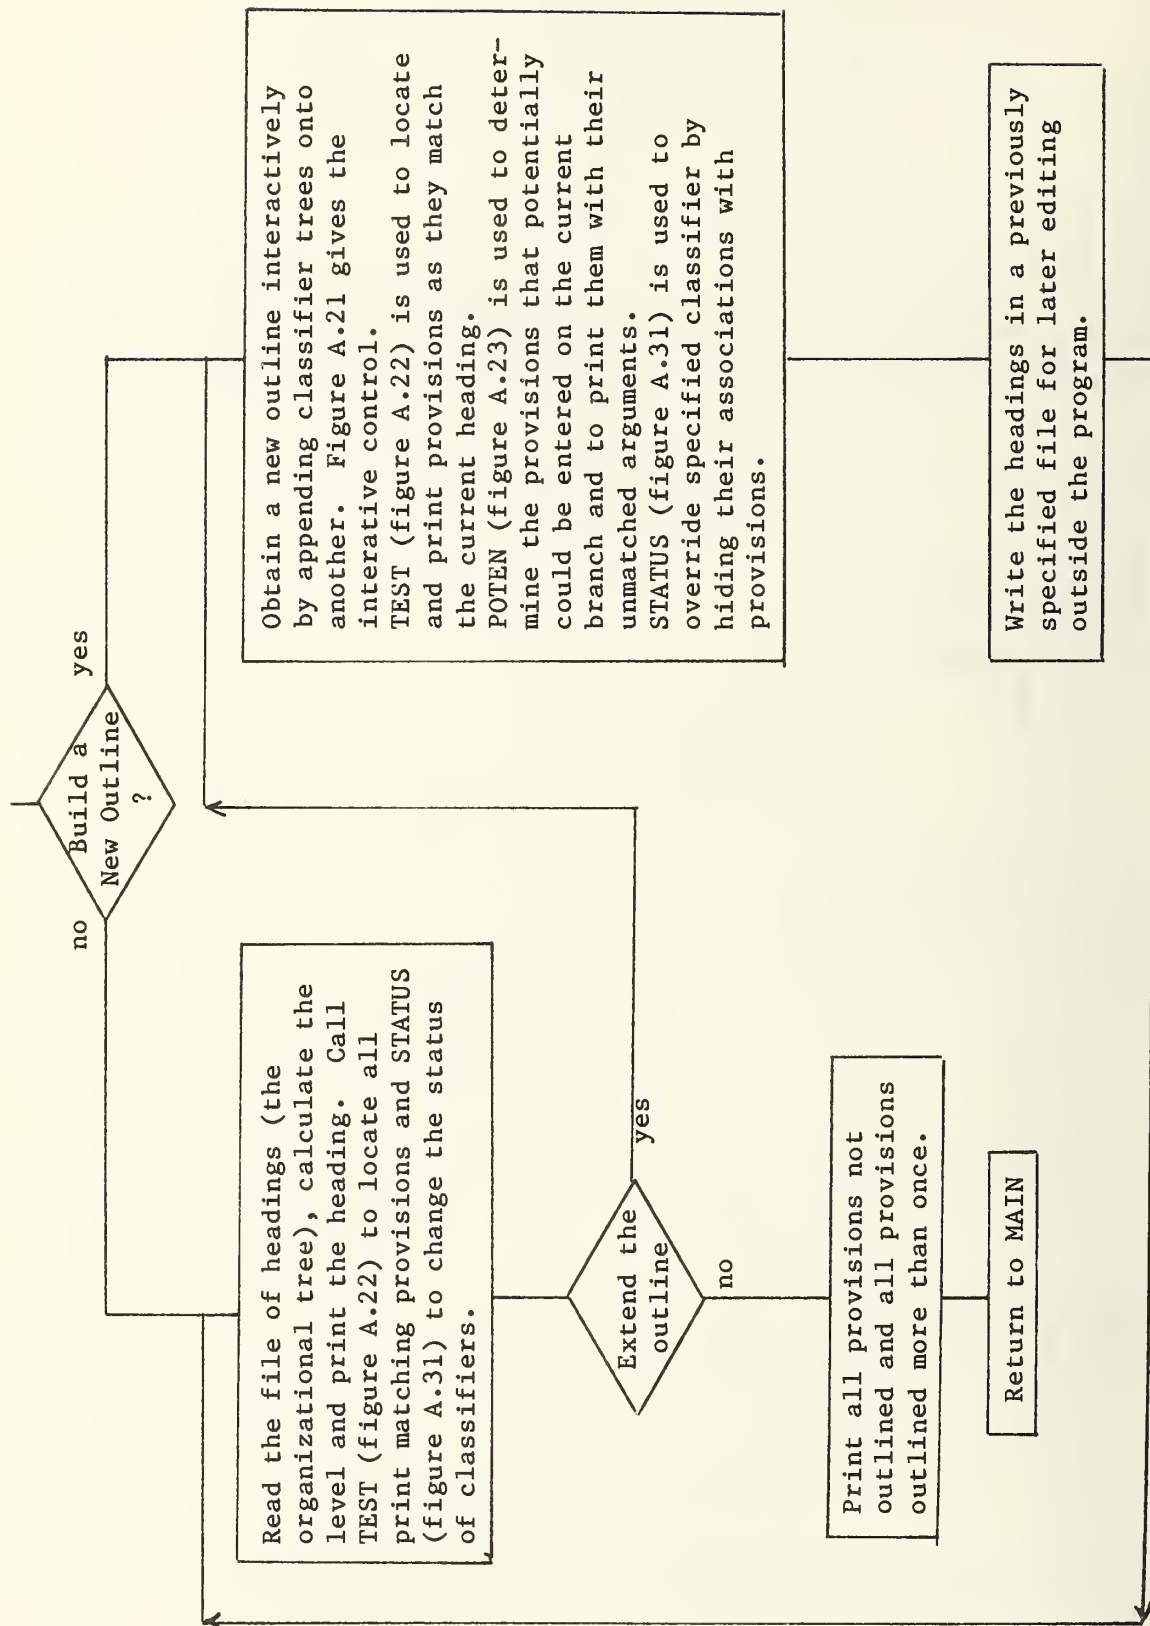 Build a
New Outline
?
no
yes
Read the file of headings (the
organizational tree), calculate the
level and print the heading. Call
TEST (figure A.22) to locate all
print matching provisions and STATUS
(figure A.31) to change the status
of classifiers.
Obtain a new outline interactively
by appending classifier trees onto
another. Figure A.21 gives the
interative control.
TEST (figure A.22) is used to locate
and print provisions as they match
the current heading.
POTEN (figure A.23) is used to deter-
mine the provisions that potentially
could be entered on the current
branch and to print them with their
unmatched arguments.
STATUS (figure A.31) is used to
override specified classifier by
hiding their associations with
provisions.
Extend the
outline
yes
no
Print all provisions not
outlined and all provisions
outlined more than once.
Return to MAIN
Write the headings in a previously
specified file for later editing
outside the program.